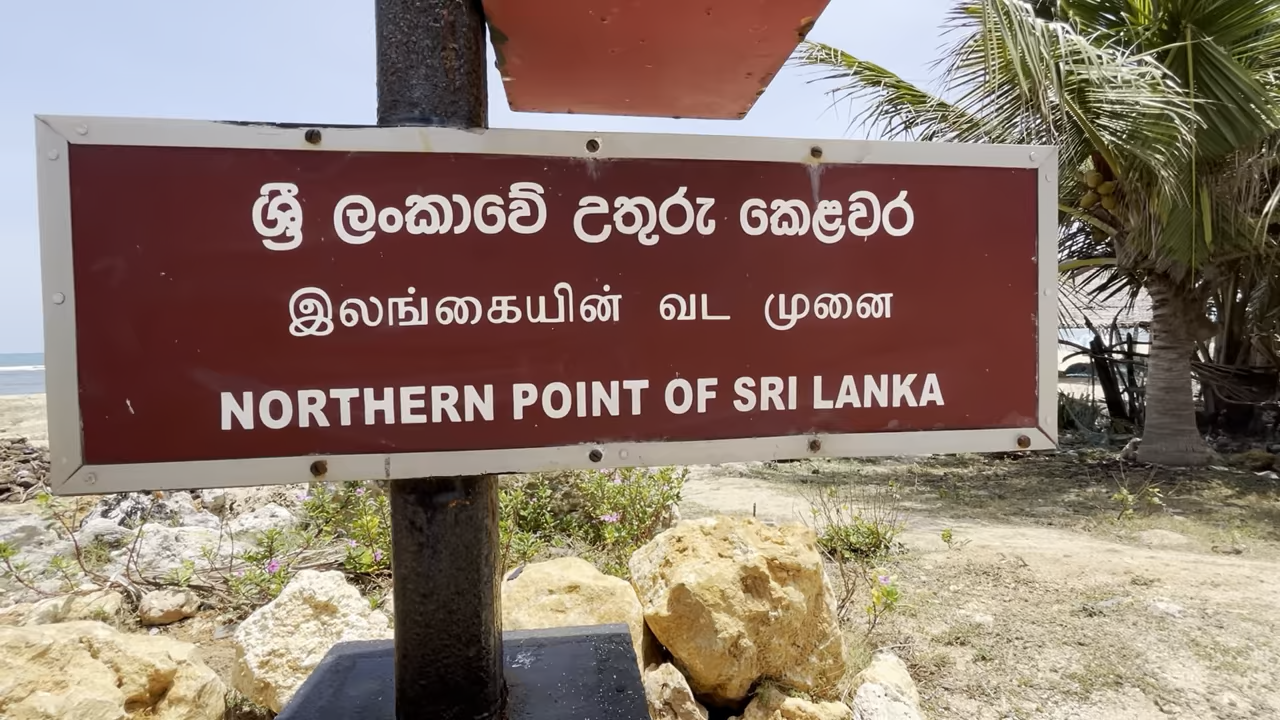 ශ්‍රී ලංකාවේ උතුරු කෙළවර
இலங்கையின் வட முனை
NORTHERN POINT OF SRI LANKA